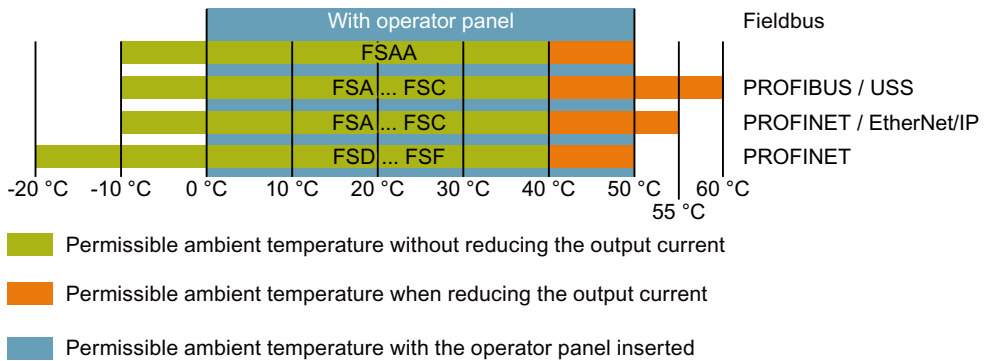 With operator panel Fieldbus
FSAA
FSA ... FSC PROFIBUS / USS
FSA ... FSC PROFINET / EtherNet/IP
FSD ... FSF PROFINET
-20 °C -10 °C 0 °C 10 °C 20 °C 30 °C 40 °C 50 °C 60 °C
55 °C
Permissible ambient temperature without reducing the output current
Permissible ambient temperature when reducing the output current
Permissible ambient temperature with the operator panel inserted